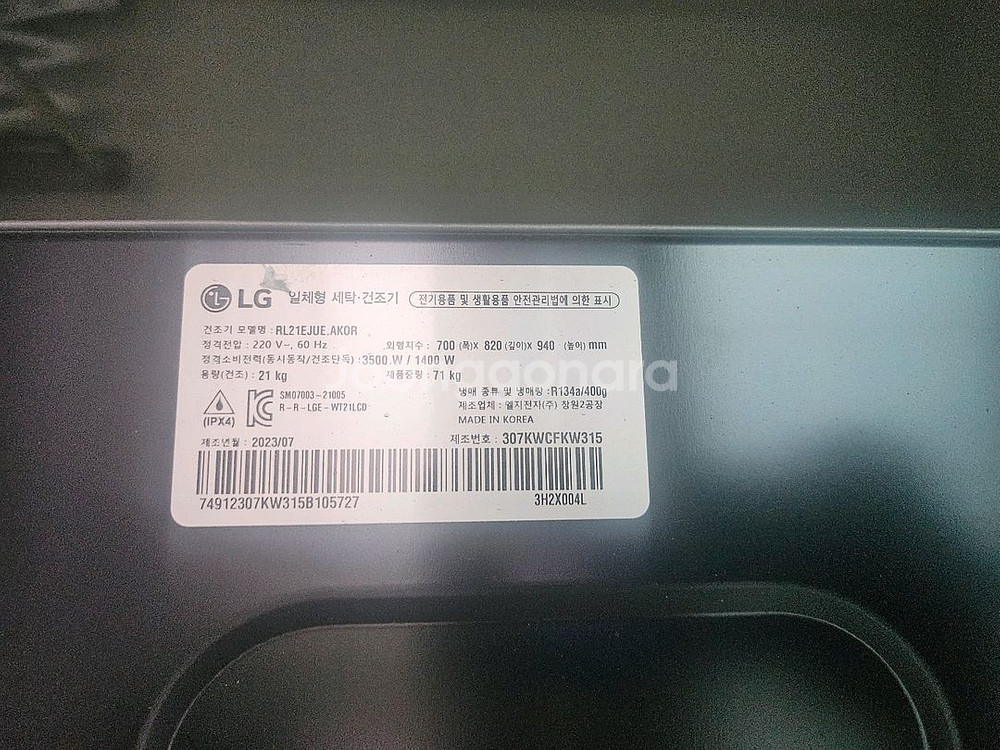 LG 일체형 세탁·건조기 전기용품 및 생활용품 안전관리법에 의한 표시
건조기 모델명 : RL21EJUE.AKOR
정격전압 : 220 V~, 60 Hz 외형치수 : 700 (폭)X 820 (깊이)X 940 (높이) mm
정격소비전력(동시동작/건조단독) : 3500 W / 1400 W
용량(건조) : 21 kg 제품중량 : 71 kg
SM07003-21005 냉매 종류 및 냉매량 : R134a/400g
R-R-LGE-WT21LCD 제조업체 : 엘지전자(주) 창원2공장
(IPX4) MADE IN KOREA
제조년월 : 2023/07 제조번호 : 307KWCFKW315
74912307KW315B105727 3H2X004L
Joonggonara